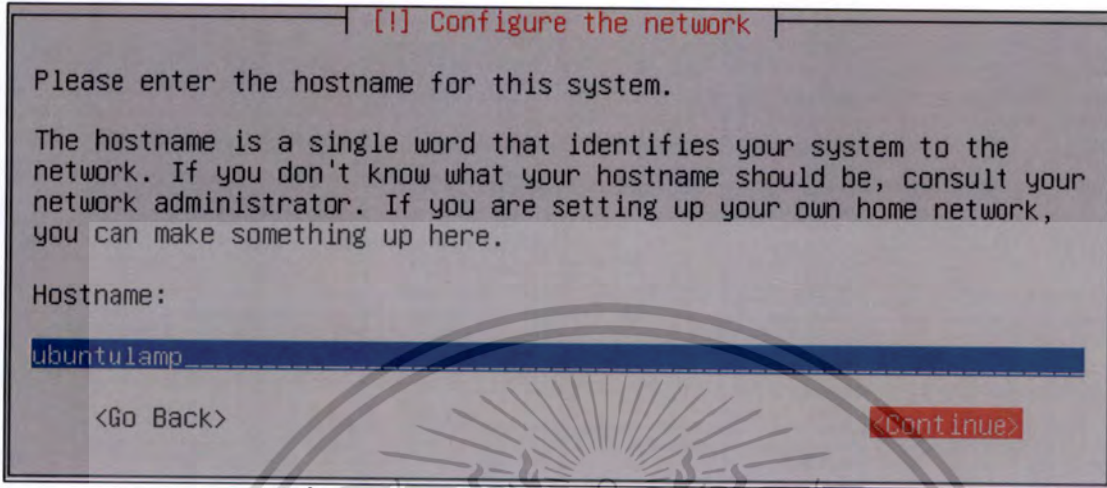 [!] Configure the network
Please enter the hostname for this system.
The hostname is a single word that identifies your system to the
network. If you don't know what your hostname should be, consult your
network administrator. If you are setting up your own home network,
you can make something up here.
Hostname:
ubuntulamp
<Go Back>
<Continue>